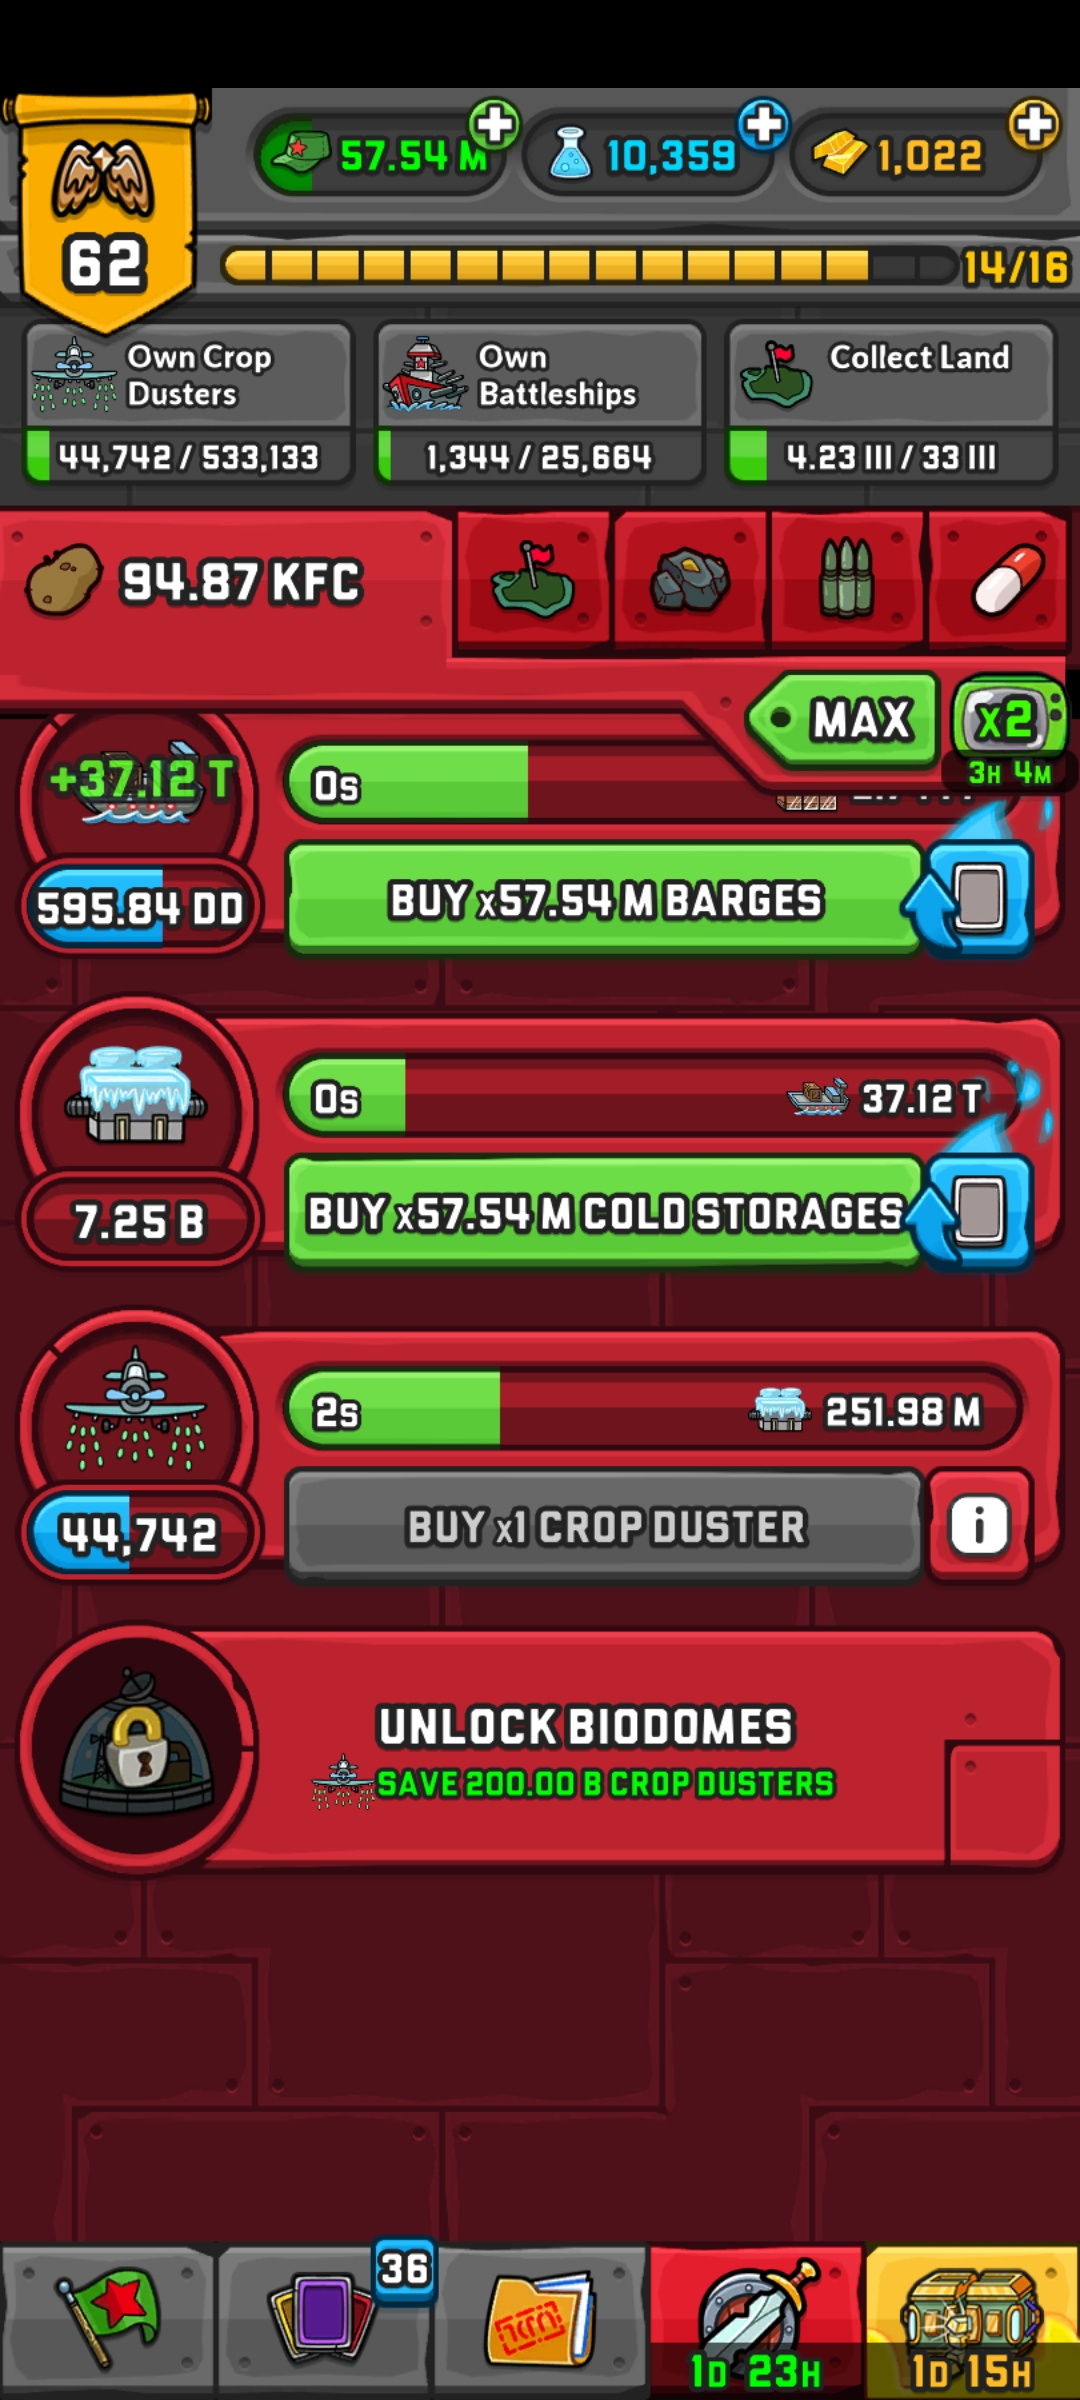 57.54 M
10,359
1,022
62
14/16
Own Crop
Dusters
Own
Battleships
Collect Land
44,742 / 533,133
1,344 / 25,664
4.23 III / 33 III
94.87 KFC
MAX
x2
3H 4M
+37.12 T
0s
595.84 DD
BUY x57.54 M BARGES
0s
37.12 T
7.25 B
BUY x57.54 M COLD STORAGES
2s
251.98 M
44,742
BUY x1 CROP DUSTER
i
UNLOCK BIODOMES
SAVE 200.00 B CROP DUSTERS
36
1D 23H
1D 15H